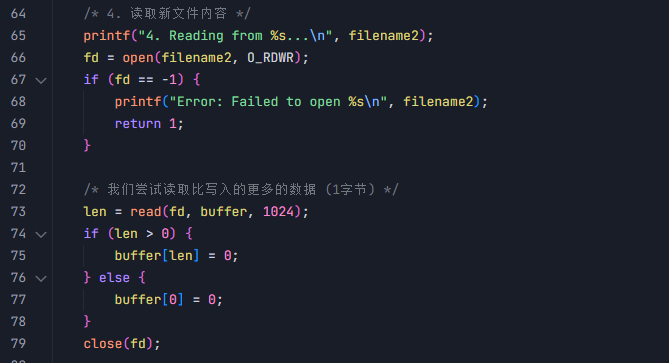 64 /* 4. 读取新文件内容 */
65 printf("4. Reading from %s...\n", filename2);
66 fd = open(filename2, O_RDWR);
67 if (fd == -1) {
68 printf("Error: Failed to open %s\n", filename2);
69 return 1;
70 }
71
72 /* 我们尝试读取比写入的更多的数据 (1字节) */
73 len = read(fd, buffer, 1024);
74 if (len > 0) {
75 buffer[len] = 0;
76 } else {
77 buffer[0] = 0;
78 }
79 close(fd);